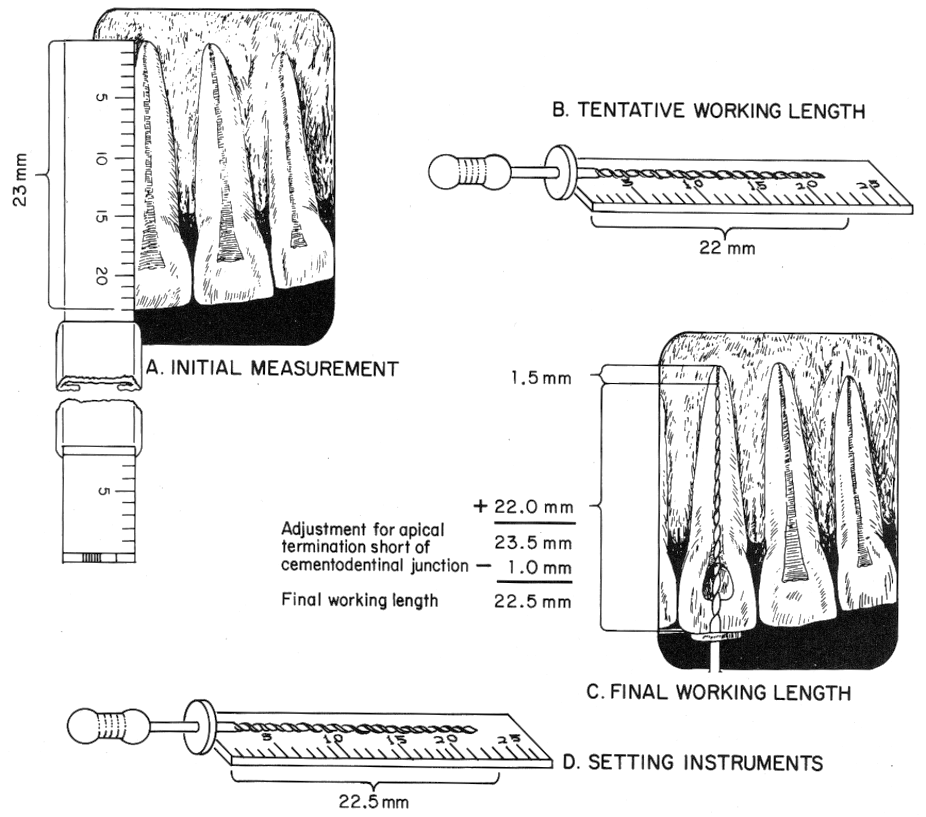 23 mm
5
10
15
20
5
A. INITIAL MEASUREMENT
B. TENTATIVE WORKING LENGTH
5 10 15 20 25
22 mm
1.5 mm
+ 22.0 mm
23.5 mm
Adjustment for apical
termination short of
cementodentinal junction — 1.0 mm
Final working length 22.5 mm
C. FINAL WORKING LENGTH
5 10 15 20 25
D. SETTING INSTRUMENTS
22.5 mm